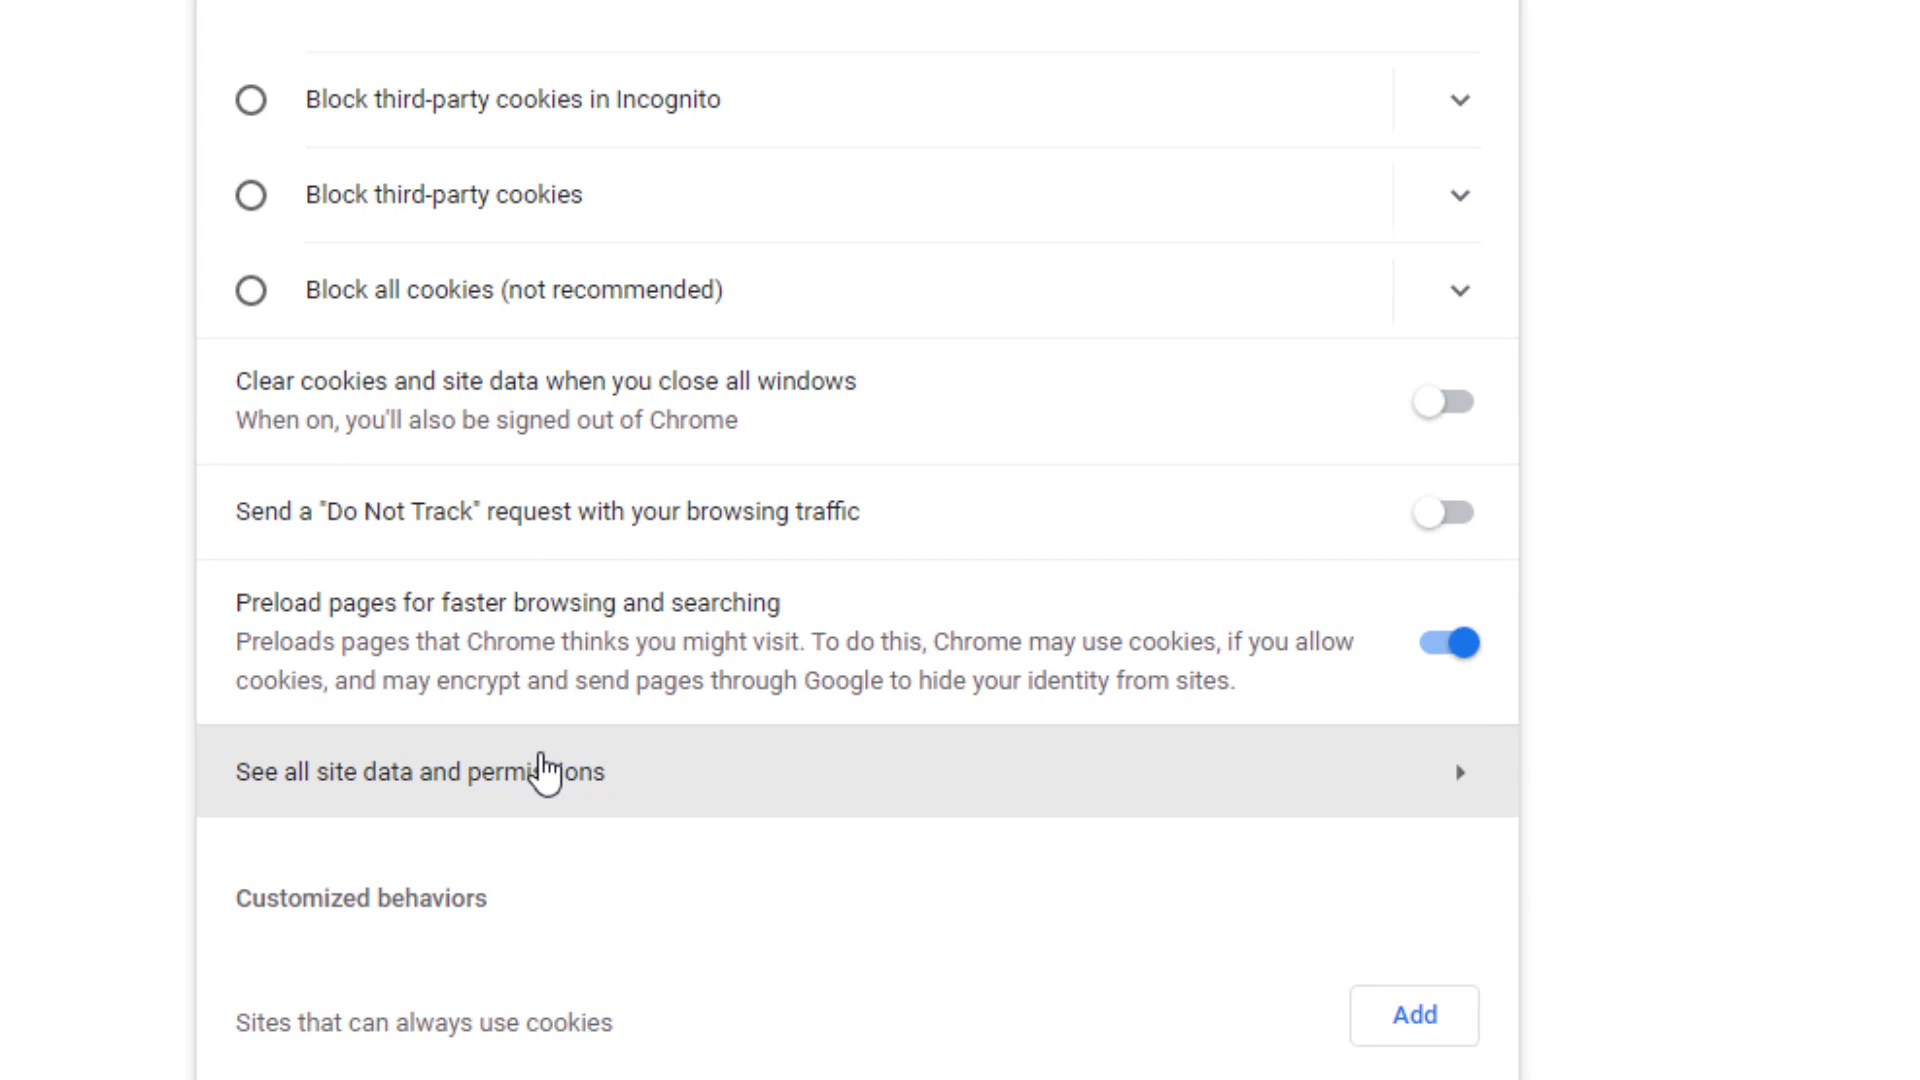 Block third-party cookies in Incognito
Block third-party cookies
Block all cookies (not recommended)
Clear cookies and site data when you close all windows
When on, you'll also be signed out of Chrome
Send a "Do Not Track" request with your browsing traffic
Preload pages for faster browsing and searching
Preloads pages that Chrome thinks you might visit. To do this, Chrome may use cookies, if you allow
cookies, and may encrypt and send pages through Google to hide your identity from sites.
See all site data and permissions
Customized behaviors
Sites that can always use cookies
Add